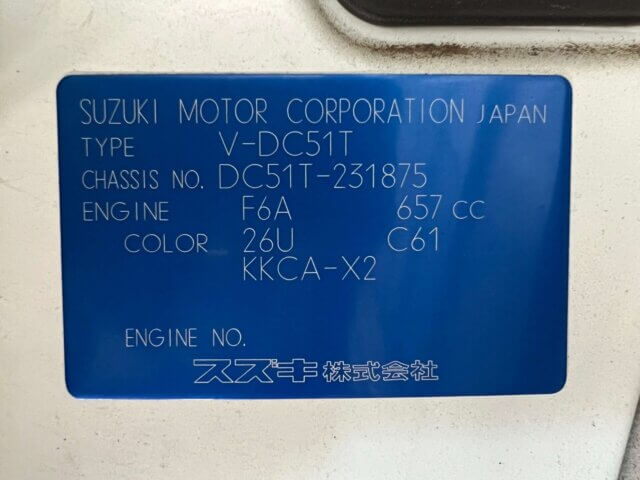 SUZUKI MOTOR CORPORATION JAPAN
TYPE V-DC51T
CHASSIS NO. DC51T-231875
ENGINE F6A 657 CC
COLOR 26U C61
KKCA-X2
ENGINE NO.
スズキ株式会社